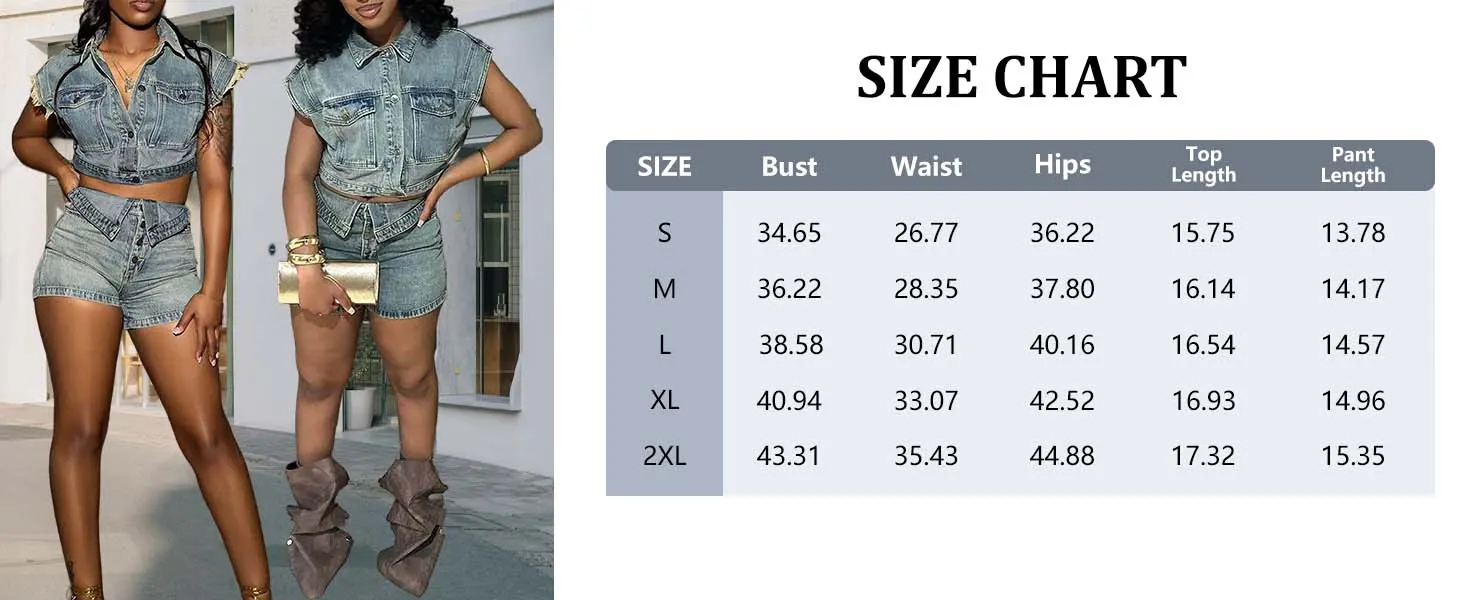 SIZE CHART
SIZE Bust Waist Hips Top Length Pant Length
S 34.65 26.77 36.22 15.75 13.78
M 36.22 28.35 37.80 16.14 14.17
L 38.58 30.71 40.16 16.54 14.57
XL 40.94 33.07 42.52 16.93 14.96
2XL 43.31 35.43 44.88 17.32 15.35